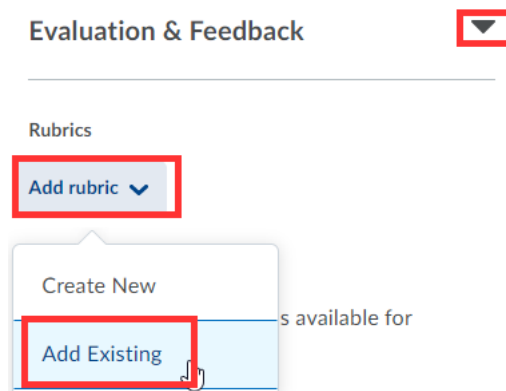 Evaluation & Feedback
Rubrics
Add rubric
Create New
s available for
Add Existing